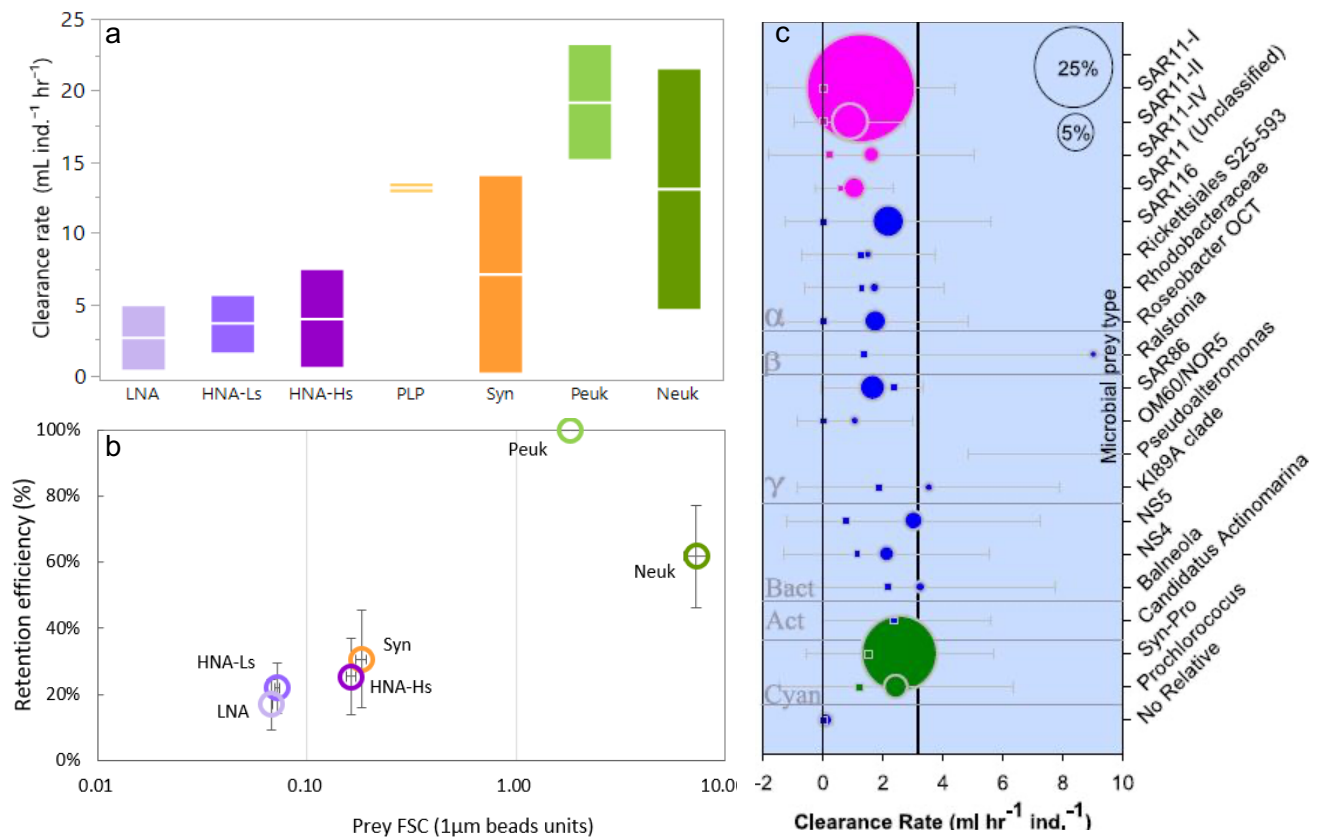 a
Clearance rate (mL ind.⁻¹ hr⁻¹)
25
20
15
10
5
0
LNA HNA-Ls HNA-Hs PLP Syn Peuk Neuk
b
Retention efficiency (%)
100%
80%
60%
40%
20%
0%
Peuk
Neuk
Syn
HNA-Ls
HNA-Hs
LNA
0.01 0.10 1.00 10.00
Prey FSC (1µm beads units)
c
25%
5%
SAR11-I
SAR11-II
SAR11-IV
SAR11 (Unclassified)
SAR116
Rickettsiales S25-593
Rhodobacteraceae
Roseobacter OCT
Ralstonia
SAR86
OM60/NOR5
Pseudoalteromonas
KI89A clade
NS5
NS4
Balneola
Candidatus Actinomarina
Syn-Pro
Prochlorococus
No Relative
Microbial prey type
α
β
γ
Bact
Act
Cyan
-2 0 2 4 6 8 10
Clearance Rate (ml hr⁻¹ ind.⁻¹)